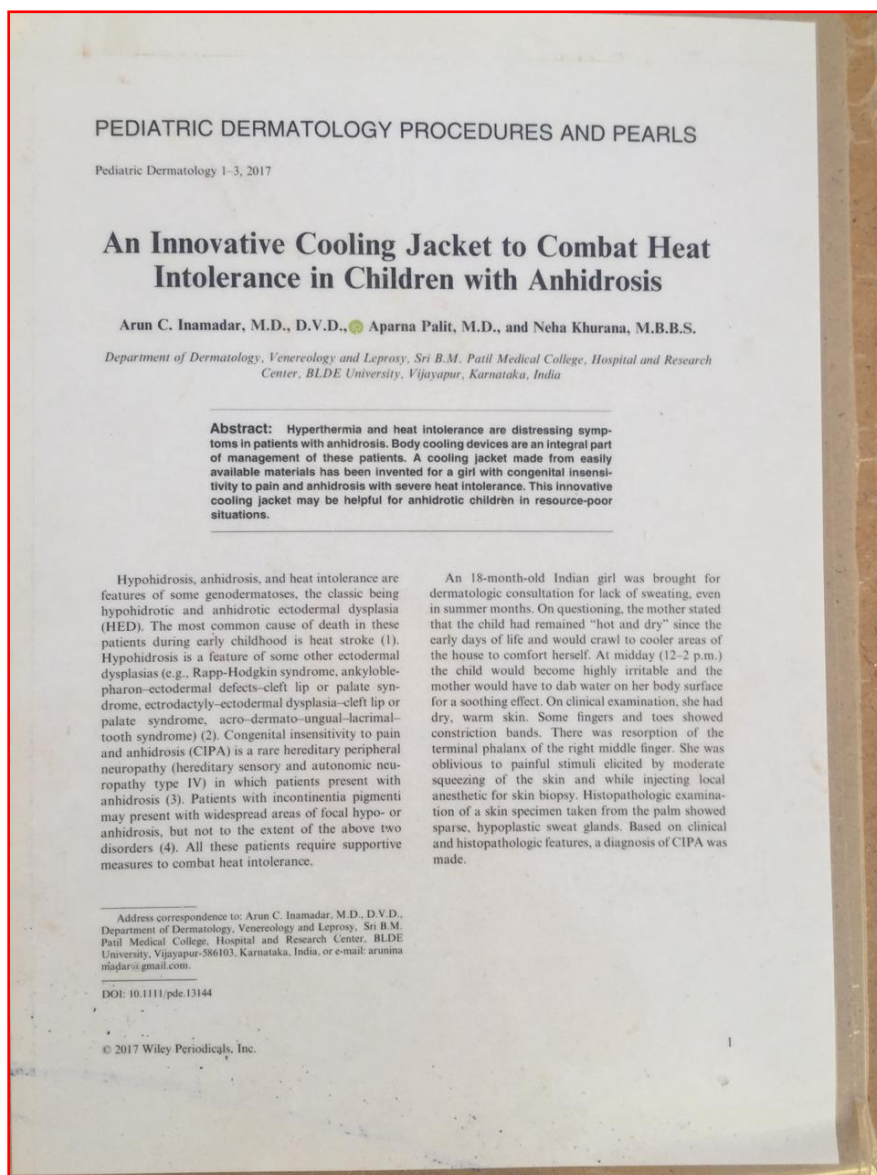 PEDIATRIC DERMATOLOGY PROCEDURES AND PEARLS
Pediatric Dermatology 1–3, 2017
An Innovative Cooling Jacket to Combat Heat
Intolerance in Children with Anhidrosis
Arun C. Inamadar, M.D., D.V.D., iD Aparna Palit, M.D., and Neha Khurana, M.B.B.S.
Department of Dermatology, Venereology and Leprosy, Sri B.M. Patil Medical College, Hospital and Research
Center, BLDE University, Vijayapur, Karnataka, India
Abstract: Hyperthermia and heat intolerance are distressing symp-
toms in patients with anhidrosis. Body cooling devices are an integral part
of management of these patients. A cooling jacket made from easily
available materials has been invented for a girl with congenital insensi-
tivity to pain and anhidrosis with severe heat intolerance. This innovative
cooling jacket may be helpful for anhidrotic children in resource-poor
situations.
Hypohidrosis, anhidrosis, and heat intolerance are
features of some genodermatoses, the classic being
hypohidrotic and anhidrotic ectodermal dysplasia
(HED). The most common cause of death in these
patients during early childhood is heat stroke (1).
Hypohidrosis is a feature of some other ectodermal
dysplasias (e.g., Rapp-Hodgkin syndrome, ankyloble-
pharon–ectodermal defects–cleft lip or palate syn-
drome, ectrodactyly–ectodermal dysplasia–cleft lip or
palate syndrome, acro–dermato–ungual–lacrimal–
tooth syndrome) (2). Congenital insensitivity to pain
and anhidrosis (CIPA) is a rare hereditary peripheral
neuropathy (hereditary sensory and autonomic neu-
ropathy type IV) in which patients present with
anhidrosis (3). Patients with incontinentia pigmenti
may present with widespread areas of focal hypo- or
anhidrosis, but not to the extent of the above two
disorders (4). All these patients require supportive
measures to combat heat intolerance.
Address correspondence to: Arun C. Inamadar, M.D., D.V.D.,
Department of Dermatology, Venereology and Leprosy, Sri B.M.
Patil Medical College, Hospital and Research Center, BLDE
University, Vijayapur-586103, Karnataka, India, or e-mail: arunina
madar@gmail.com.
DOI: 10.1111/pde.13144
An 18-month-old Indian girl was brought for
dermatologic consultation for lack of sweating, even
in summer months. On questioning, the mother stated
that the child had remained “hot and dry” since the
early days of life and would crawl to cooler areas of
the house to comfort herself. At midday (12–2 p.m.)
the child would become highly irritable and the
mother would have to dab water on her body surface
for a soothing effect. On clinical examination, she had
dry, warm skin. Some fingers and toes showed
constriction bands. There was resorption of the
terminal phalanx of the right middle finger. She was
oblivious to painful stimuli elicited by moderate
squeezing of the skin and while injecting local
anesthetic for skin biopsy. Histopathologic examina-
tion of a skin specimen taken from the palm showed
sparse, hypoplastic sweat glands. Based on clinical
and histopathologic features, a diagnosis of CIPA was
made.
© 2017 Wiley Periodicals, Inc.
1